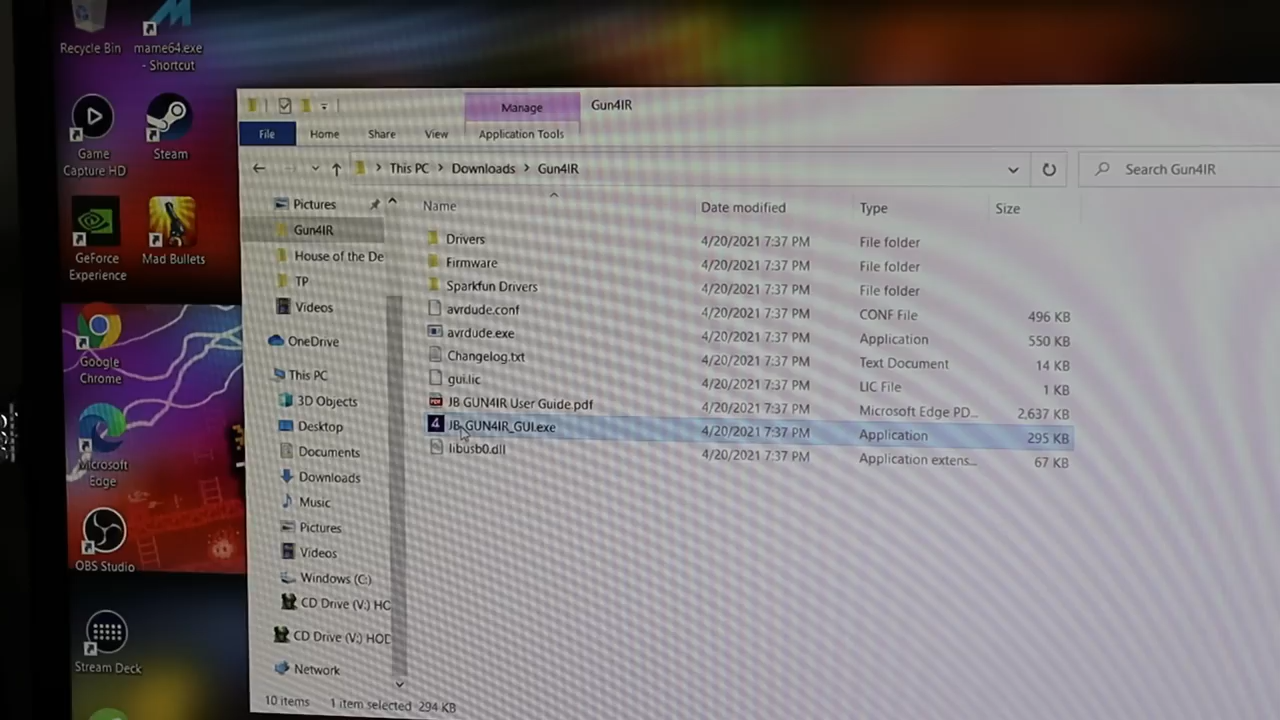 Recycle Bin
mame64.exe
- Shortcut
Game
Capture HD
Steam
GeForce
Experience
Mad Bullets
Google
Chrome
Microsoft
Edge
OBS Studio
Stream Deck
Manage
Gun4IR
File
Home
Share
View
Application Tools
This PC > Downloads > Gun4IR
Search Gun4IR
Pictures
Gun4IR
House of the De
TP
Videos
OneDrive
This PC
3D Objects
Desktop
Documents
Downloads
Music
Pictures
Videos
Windows (C:)
CD Drive (V:) HO
CD Drive (V:) HOD
Network
Name Date modified Type Size
Drivers 4/20/2021 7:37 PM File folder
Firmware 4/20/2021 7:37 PM File folder
Sparkfun Drivers 4/20/2021 7:37 PM File folder
avrdude.conf 4/20/2021 7:37 PM CONF File 496 KB
avrdude.exe 4/20/2021 7:37 PM Application 550 KB
Changelog.txt 4/20/2021 7:37 PM Text Document 14 KB
gui.lic 4/20/2021 7:37 PM LIC File 1 KB
JB GUN4IR User Guide.pdf 4/20/2021 7:37 PM Microsoft Edge PD... 2,637 KB
JB_GUN4IR_GUI.exe 4/20/2021 7:37 PM Application 295 KB
libusb0.dll 4/20/2021 7:37 PM Application extens... 67 KB
10 items 1 item selected 294 KB